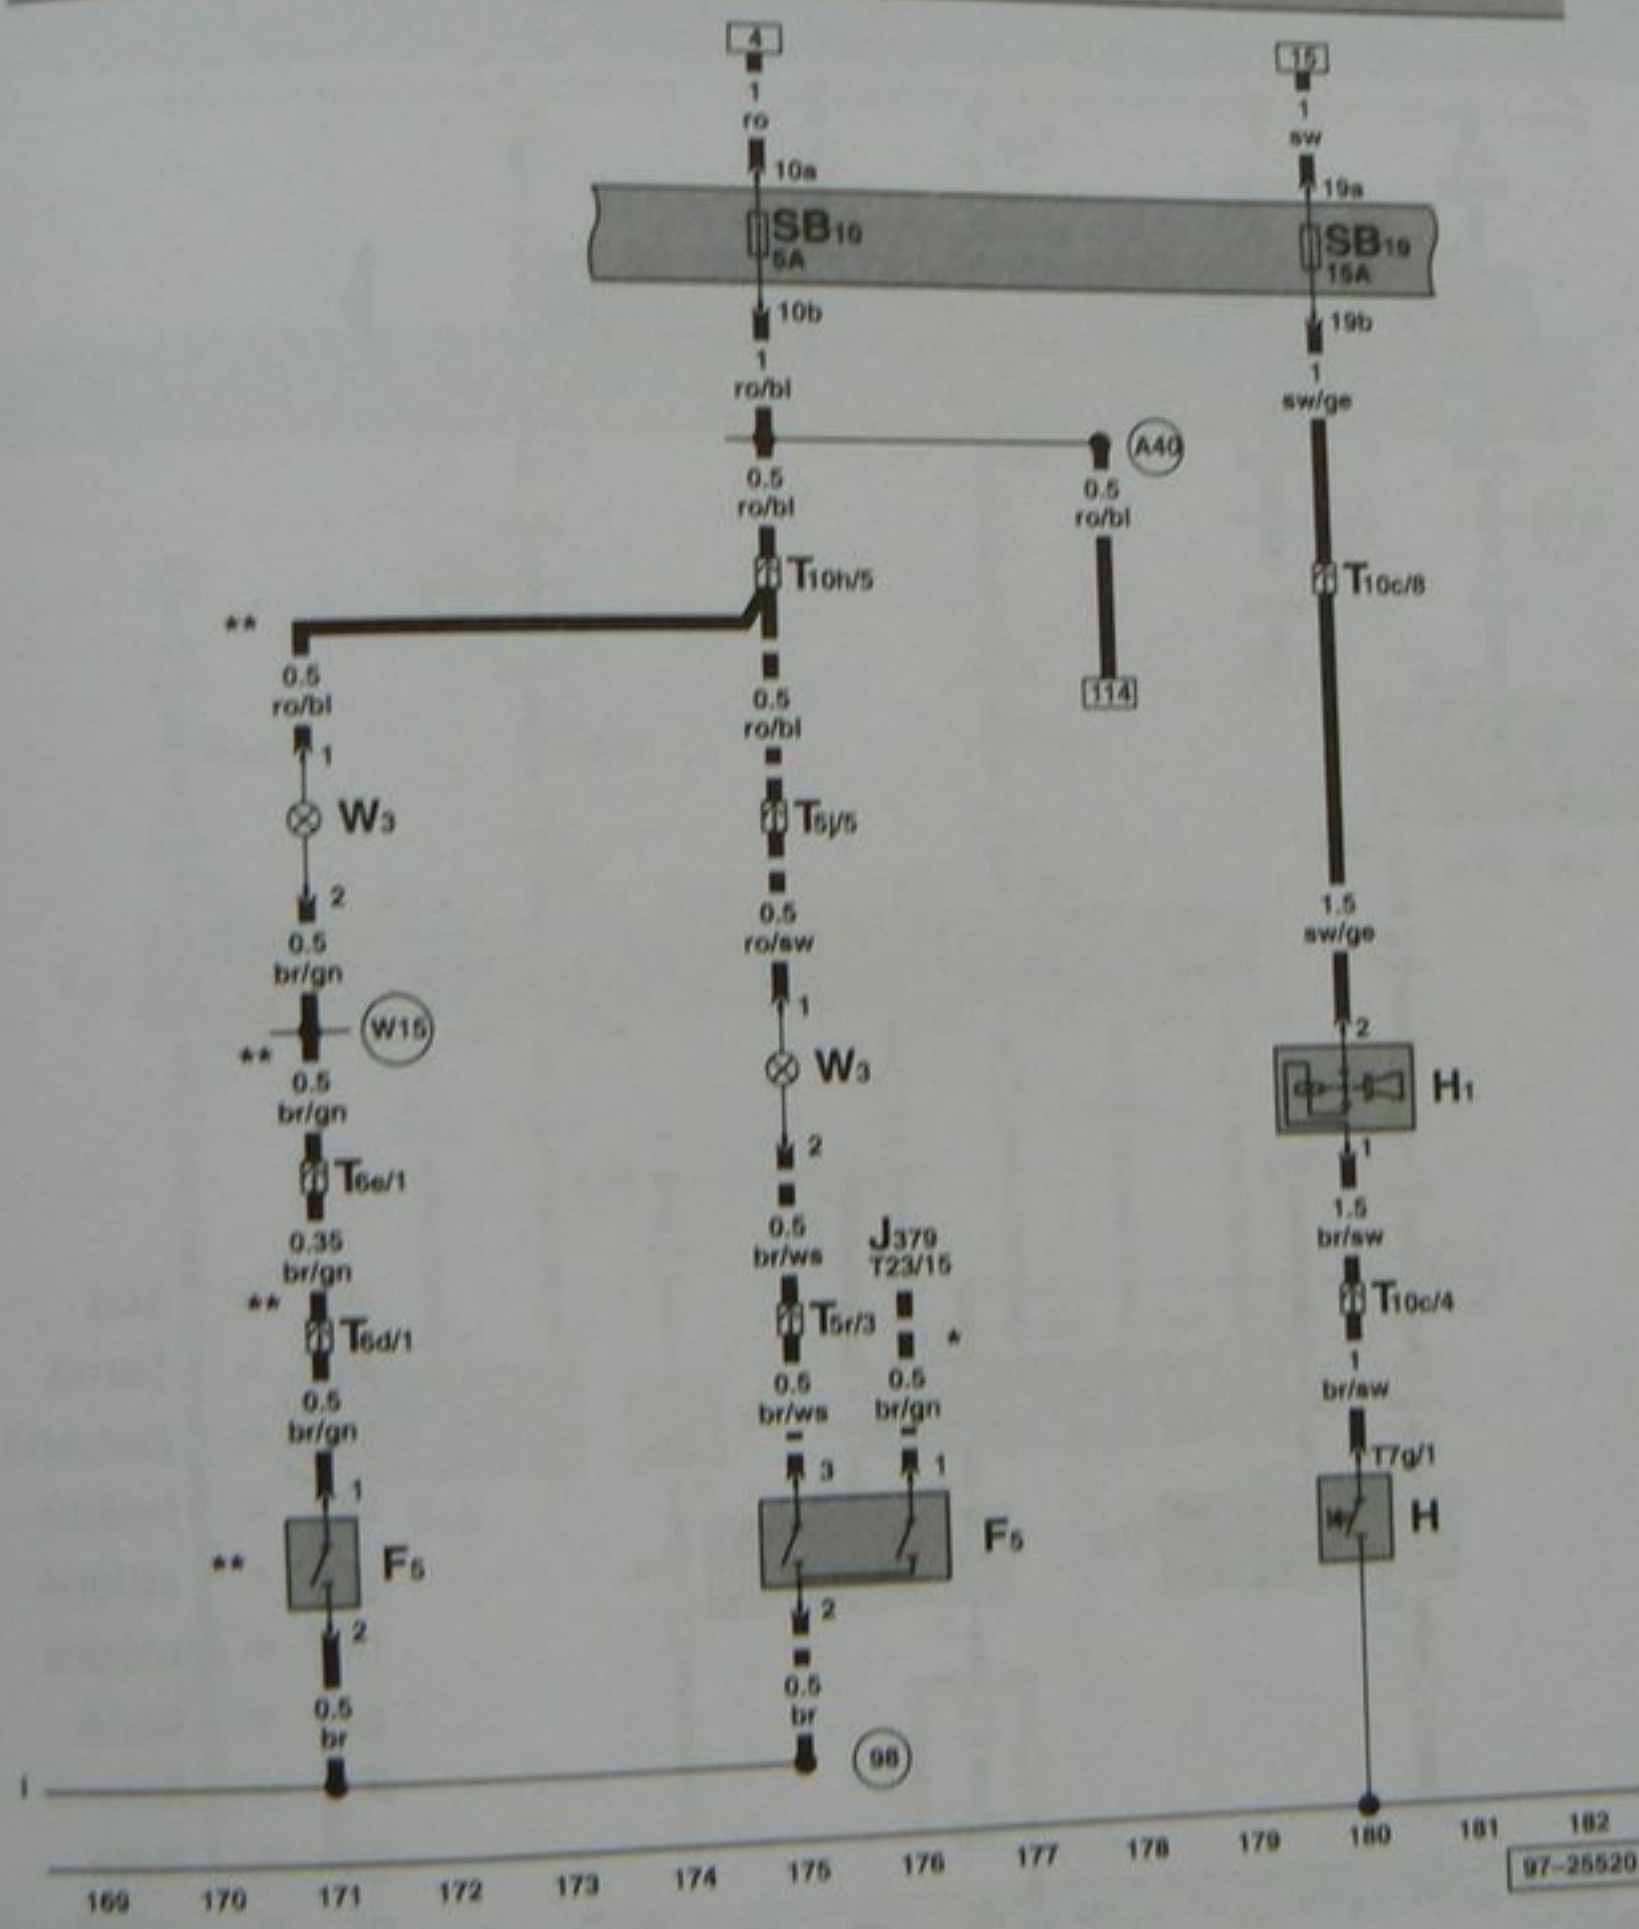 4
15
1
ro
1
sw
10a
19a
SB10
5A
SB19
15A
10b
19b
1
ro/bl
1
sw/ge
A40
0.5
ro/bl
0.5
ro/bl
T10h/5
T10c/8
**
0.5
ro/bl
0.5
ro/bl
114
1
W3
T5j/5
2
0.5
ro/sw
1.5
sw/ge
0.5
br/gn
1
W15
**
2
0.5
br/gn
W3
H1
2
1
T6e/1
0.5
br/ws
J379
T23/15
1.5
br/sw
0.35
br/gn
**
T6d/1
T5r/3
*
T10c/4
0.5
br/gn
0.5
br/ws
0.5
br/gn
1
br/sw
1
3
1
T7g/1
**
F5
F5
H
2
2
0.5
br
0.5
br
98
i
169 170 171 172 173 174 175 176 177 178 179 180 181 182
97-25520